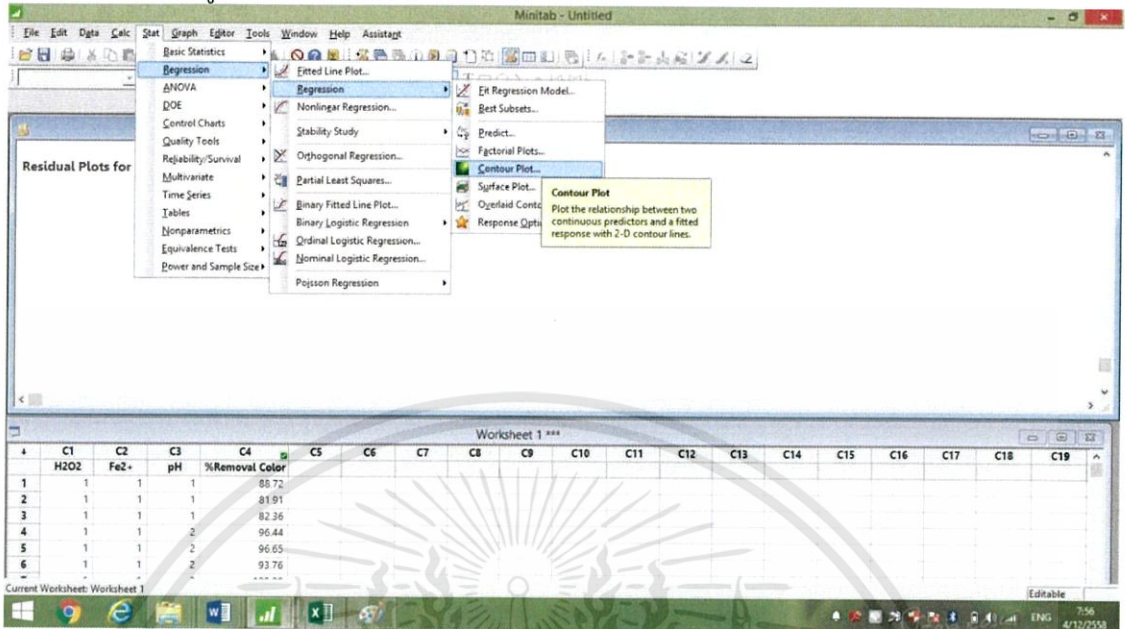 Minitab - Untitled
File Edit Data Calc Stat Graph Editor Tools Window Help Assistant
Basic Statistics
Regression
ANOVA
DOE
Control Charts
Quality Tools
Reliability/Survival
Multivariate
Time Series
Tables
Nonparametrics
Equivalence Tests
Power and Sample Size
Fitted Line Plot...
Regression
Nonlinear Regression...
Stability Study
Orthogonal Regression...
Partial Least Squares...
Binary Fitted Line Plot...
Binary Logistic Regression
Ordinal Logistic Regression...
Nominal Logistic Regression...
Poisson Regression
Fit Regression Model...
Best Subsets...
Predict...
Factorial Plots...
Contour Plot...
Surface Plot...
Overlaid Conto
Response Opti
Contour Plot
Plot the relationship between two
continuous predictors and a fitted
response with 2-D contour lines.
Residual Plots for
Worksheet 1 ***
C1 C2 C3 C4 C5 C6 C7 C8 C9 C10 C11 C12 C13 C14 C15 C16 C17 C18 C19
H2O2 Fe2+ pH %Removal Color
1 1 1 1 88.72
2 1 1 1 81.91
3 1 1 1 82.36
4 1 1 2 96.44
5 1 1 2 96.65
6 1 1 2 93.76
Current Worksheet: Worksheet 1
Editable
ENG
7:56
4/12/2558